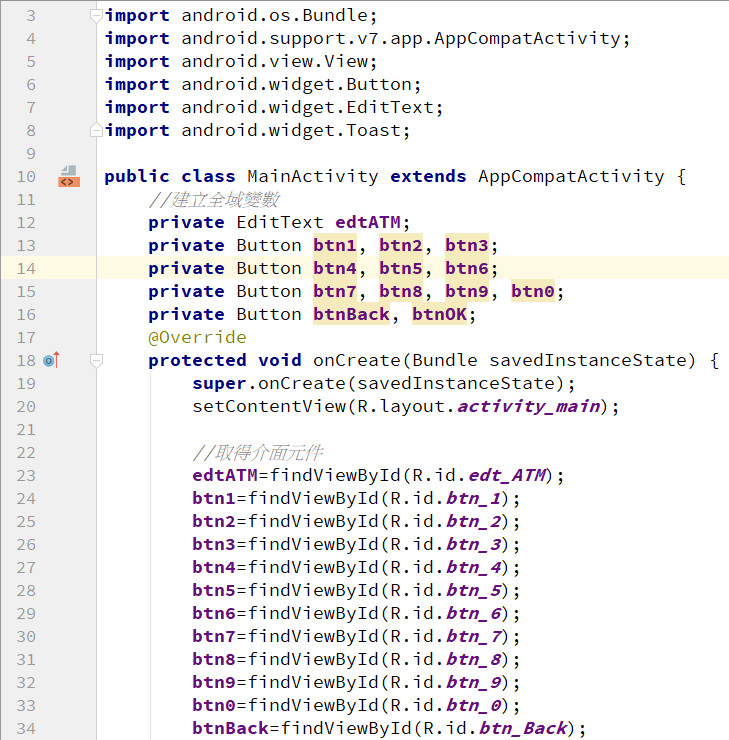 3 import android.os.Bundle;
4 import android.support.v7.app.AppCompatActivity;
5 import android.view.View;
6 import android.widget.Button;
7 import android.widget.EditText;
8 import android.widget.Toast;
9
10 public class MainActivity extends AppCompatActivity {
11 //建立全域變數
12 private EditText edtATM;
13 private Button btn1, btn2, btn3;
14 private Button btn4, btn5, btn6;
15 private Button btn7, btn8, btn9, btn0;
16 private Button btnBack, btnOK;
17 @Override
18 protected void onCreate(Bundle savedInstanceState) {
19 super.onCreate(savedInstanceState);
20 setContentView(R.layout.activity_main);
21
22 //取得介面元件
23 edtATM=findViewById(R.id.edt_ATM);
24 btn1=findViewById(R.id.btn_1);
25 btn2=findViewById(R.id.btn_2);
26 btn3=findViewById(R.id.btn_3);
27 btn4=findViewById(R.id.btn_4);
28 btn5=findViewById(R.id.btn_5);
29 btn6=findViewById(R.id.btn_6);
30 btn7=findViewById(R.id.btn_7);
31 btn8=findViewById(R.id.btn_8);
32 btn9=findViewById(R.id.btn_9);
33 btn0=findViewById(R.id.btn_0);
34 btnBack=findViewById(R.id.btn_Back);